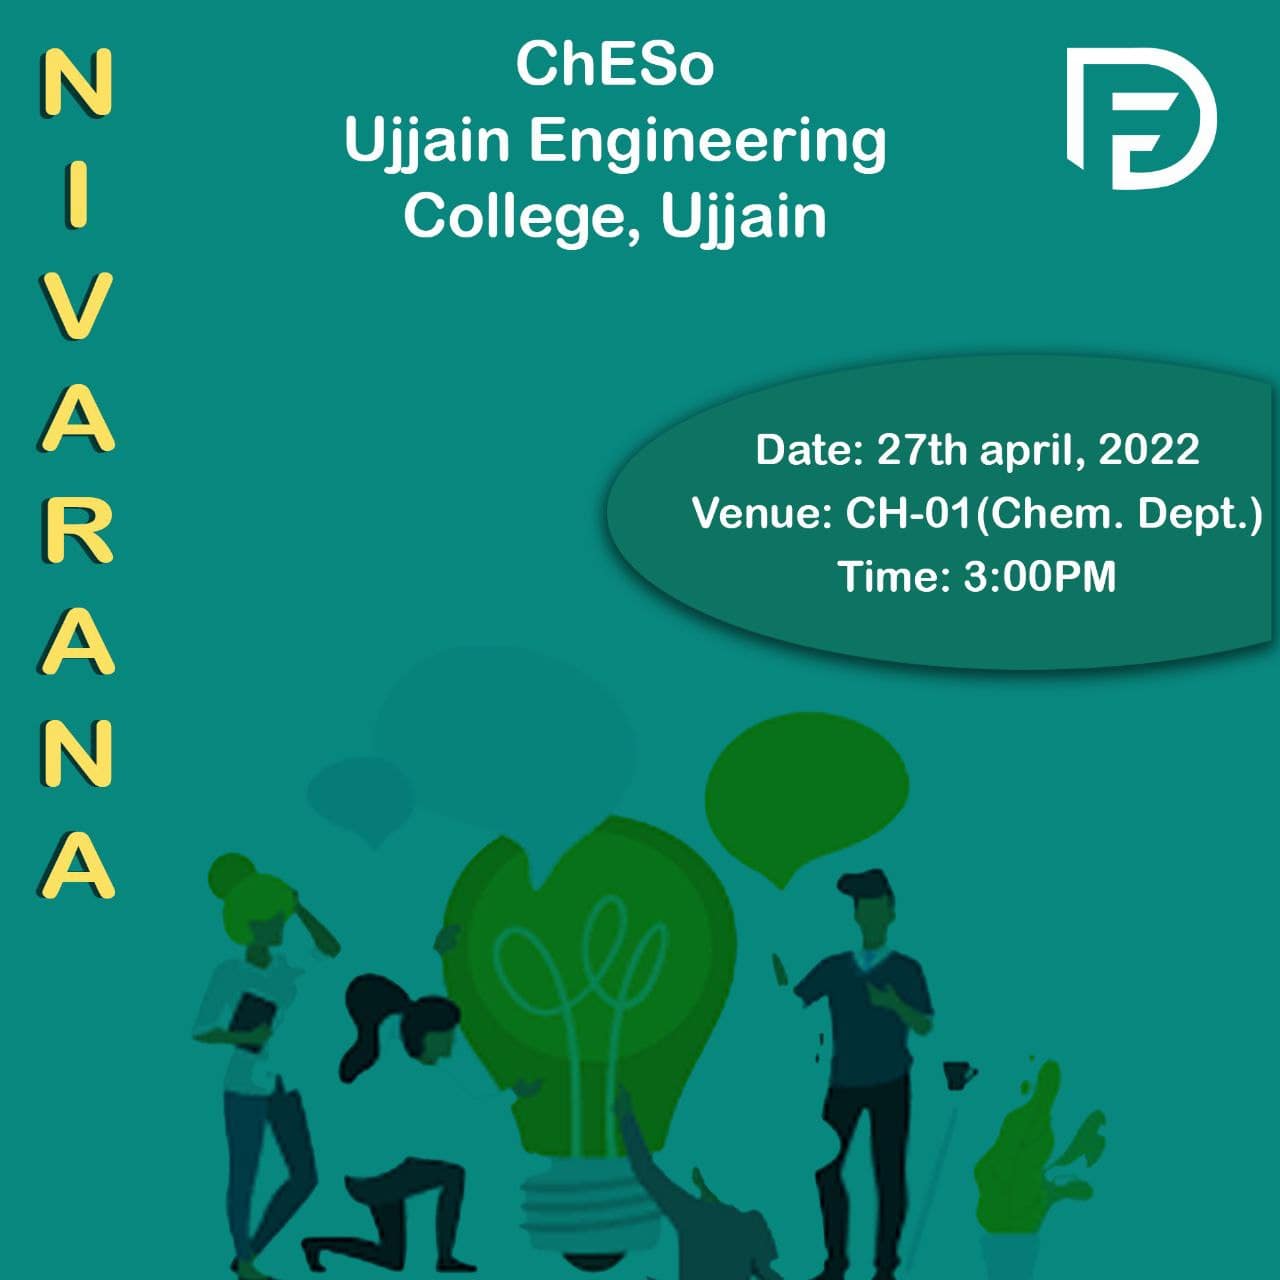 NIVARANA
ChESo
Ujjain Engineering
College, Ujjain
Date: 27th april, 2022
Venue: CH-01(Chem. Dept.)
Time: 3:00PM